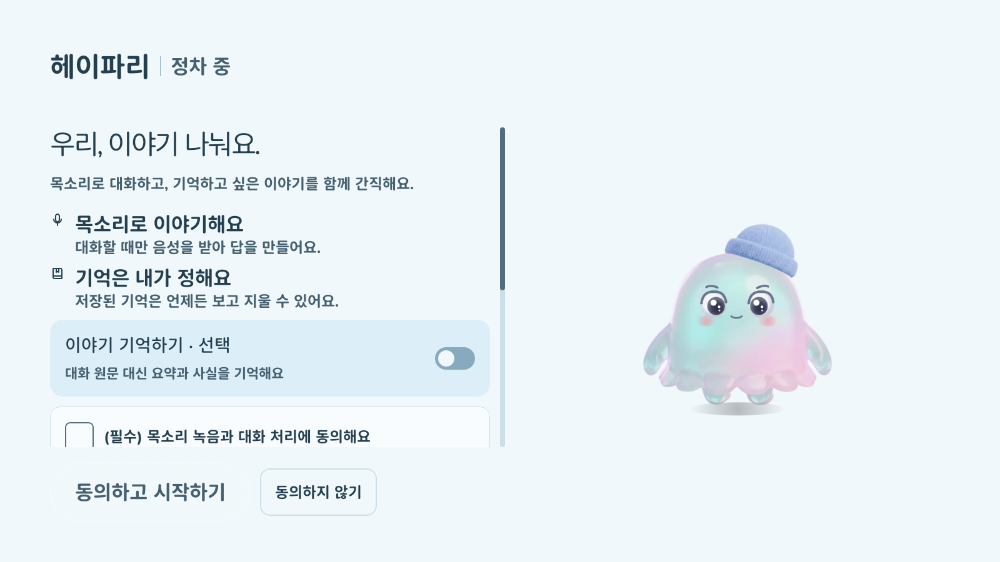 헤이파리
정차 중
우리, 이야기 나눠요.
목소리로 대화하고, 기억하고 싶은 이야기를 함께 간직해요.
목소리로 이야기해요
대화할 때만 음성을 받아 답을 만들어요.
기억은 내가 정해요
저장된 기억은 언제든 보고 지울 수 있어요.
이야기 기억하기 · 선택
대화 원문 대신 요약과 사실을 기억해요
(필수) 목소리 녹음과 대화 처리에 동의해요
동의하고 시작하기
동의하지 않기